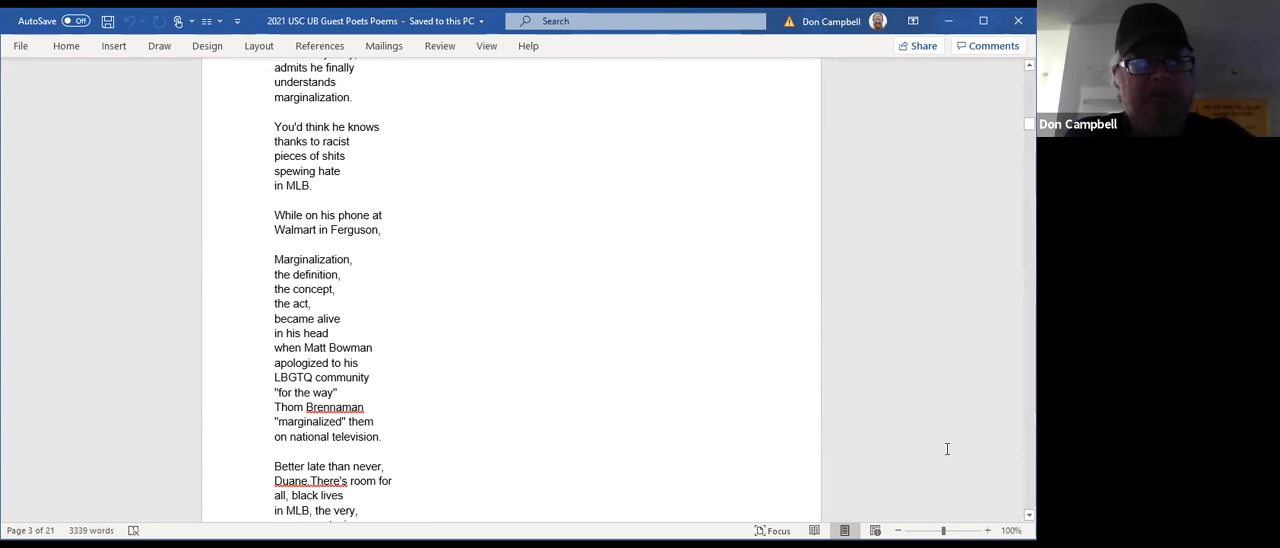 AutoSave Off 2021 USC UB Guest Poets Poems - Saved to this PC Search Don Campbell
File Home Insert Draw Design Layout References Mailings Review View Help Share Comments
admits he finally
understands
marginalization.
You'd think he knows
thanks to racist
pieces of shits
spewing hate
in MLB.
While on his phone at
Walmart in Ferguson,
Marginalization,
the definition,
the concept,
the act,
became alive
in his head
when Matt Bowman
apologized to his
LBGTQ community
"for the way"
Thom Brennaman
"marginalized" them
on national television.
Better late than never,
Duane.There's room for
all, black lives
in MLB, the very,
Page 3 of 21 3339 words Focus 100%
Don Campbell